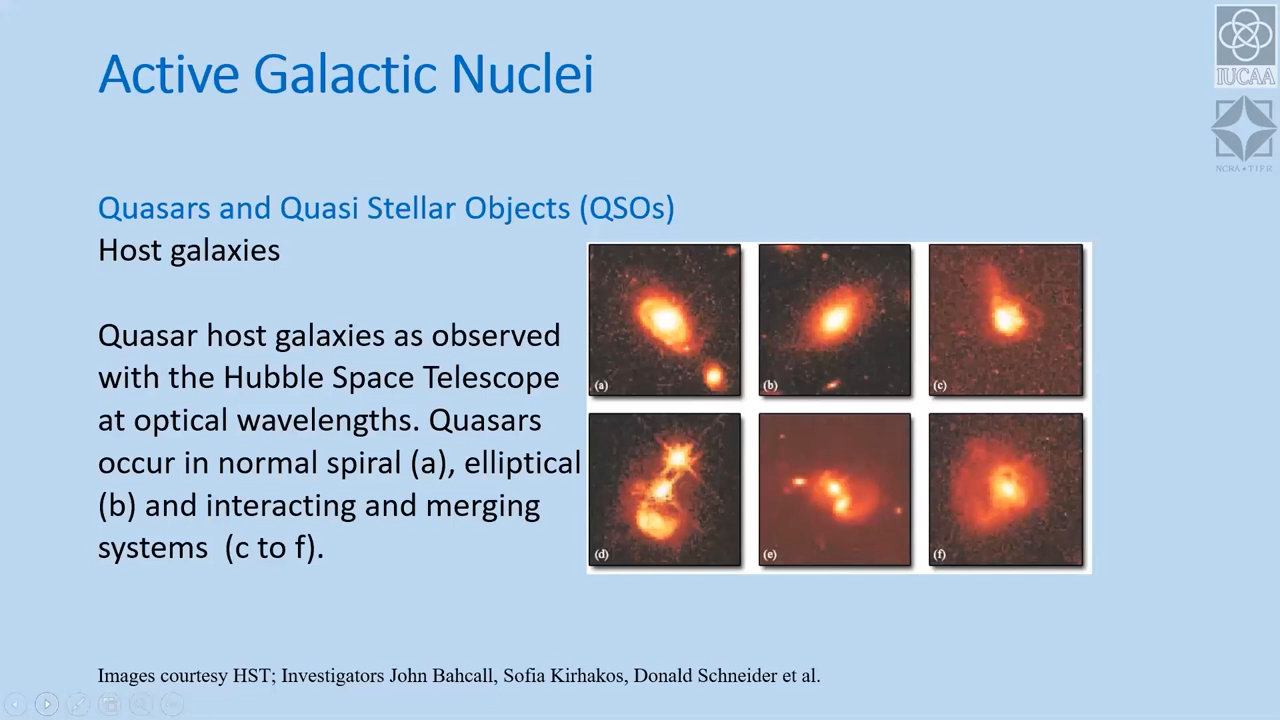 Active Galactic Nuclei
IUCAA
NCRA • TIFR
Quasars and Quasi Stellar Objects (QSOs)
Host galaxies
Quasar host galaxies as observed
with the Hubble Space Telescope
at optical wavelengths. Quasars
occur in normal spiral (a), elliptical
(b) and interacting and merging
systems (c to f).
(a)
(b)
(c)
(d)
(e)
(f)
Images courtesy HST; Investigators John Bahcall, Sofia Kirhakos, Donald Schneider et al.